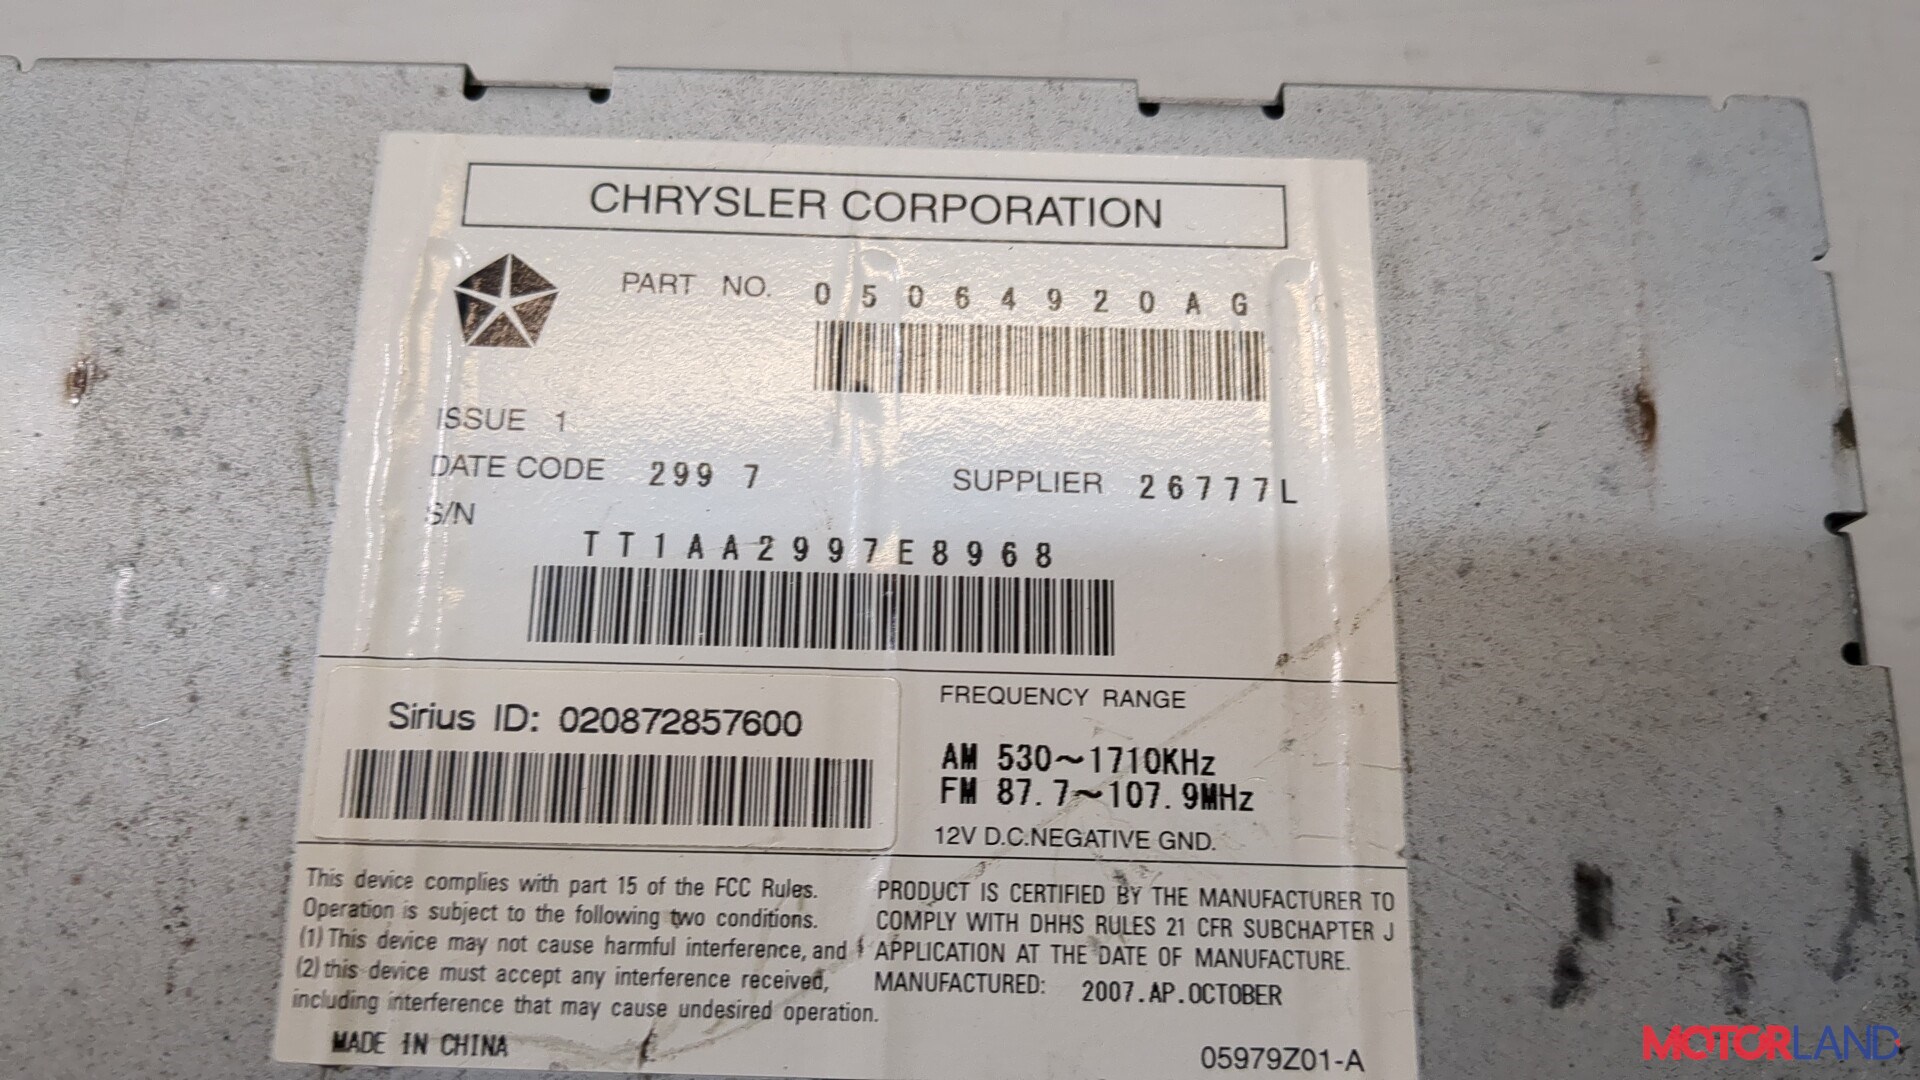 CHRYSLER CORPORATION
PART NO. 05064920AG
ISSUE 1
DATE CODE 299 7
SUPPLIER 26777L
S/N
TT1AA2997E8968
Sirius ID: 020872857600
FREQUENCY RANGE
AM 530~1710KHz
FM 87.7~107.9MHz
12V D.C.NEGATIVE GND.
This device complies with part 15 of the FCC Rules.
Operation is subject to the following two conditions.
(1) This device may not cause harmful interference, and
(2) this device must accept any interference received,
including interference that may cause undesired operation.
MADE IN CHINA
PRODUCT IS CERTIFIED BY THE MANUFACTURER TO
COMPLY WITH DHHS RULES 21 CFR SUBCHAPTER J
APPLICATION AT THE DATE OF MANUFACTURE.
MANUFACTURED: 2007.AP.OCTOBER
05979Z01-A
MOTORLAND